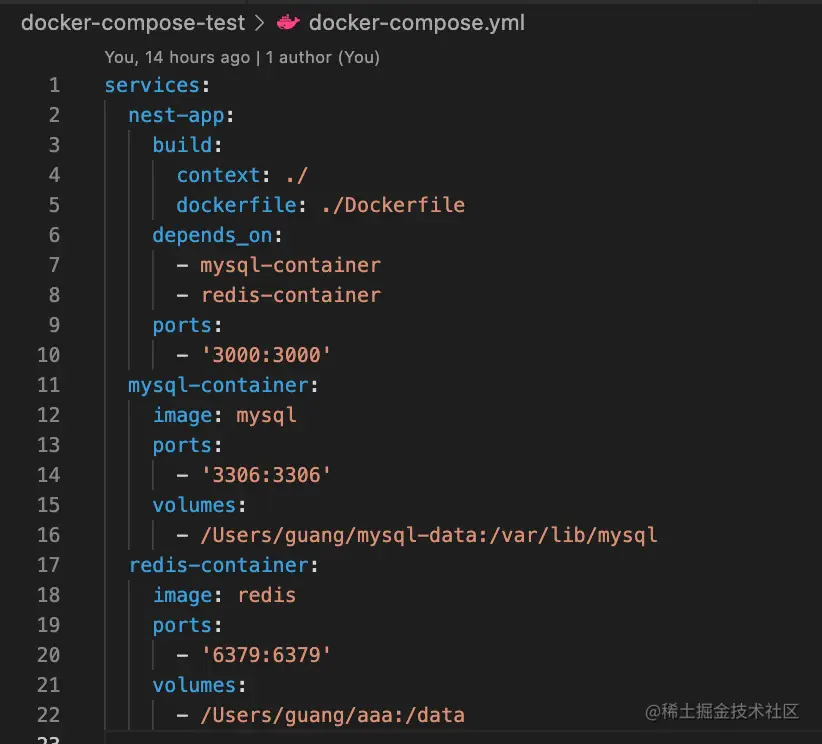 docker-compose-test > docker-compose.yml
You, 14 hours ago | 1 author (You)
1 services:
2   nest-app:
3     build:
4       context: ./
5       dockerfile: ./Dockerfile
6     depends_on:
7       - mysql-container
8       - redis-container
9     ports:
10       - '3000:3000'
11   mysql-container:
12     image: mysql
13     ports:
14       - '3306:3306'
15     volumes:
16       - /Users/guang/mysql-data:/var/lib/mysql
17   redis-container:
18     image: redis
19     ports:
20       - '6379:6379'
21     volumes:
22       - /Users/guang/aaa:/data
@稀土掘金技术社区
23